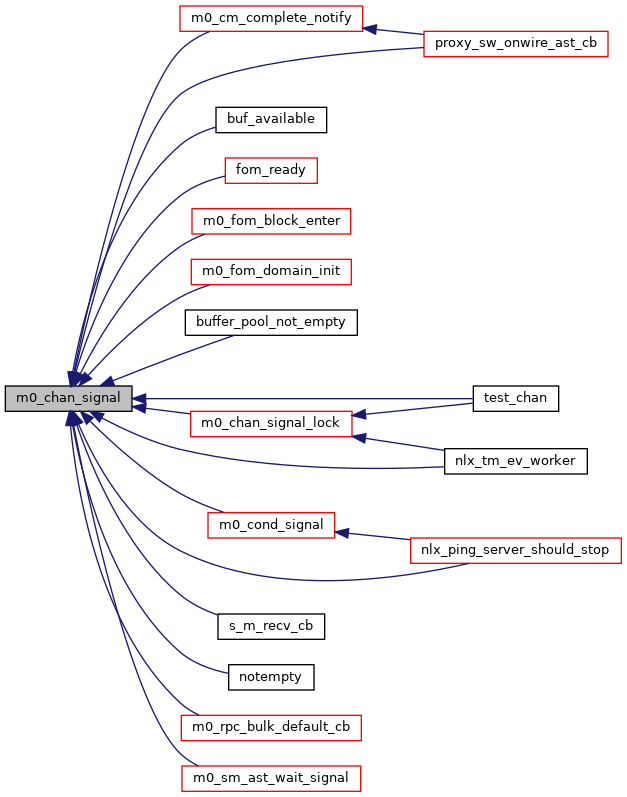 m0_cm_complete_notify
proxy_sw_onwire_ast_cb
buf_available
fom_ready
m0_fom_block_enter
m0_fom_domain_init
buffer_pool_not_empty
m0_chan_signal
test_chan
m0_chan_signal_lock
nlx_tm_ev_worker
m0_cond_signal
nlx_ping_server_should_stop
s_m_recv_cb
notempty
m0_rpc_bulk_default_cb
m0_sm_ast_wait_signal